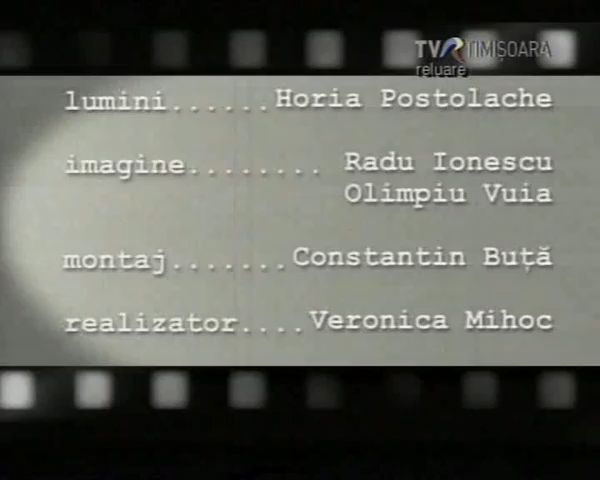 TVR TIMIȘOARA
reluare
lumini......Horia Postolache
imagine........ Radu Ionescu
Olimpiu Vuia
montaj.......Constantin Buță
realizator....Veronica Mihoc